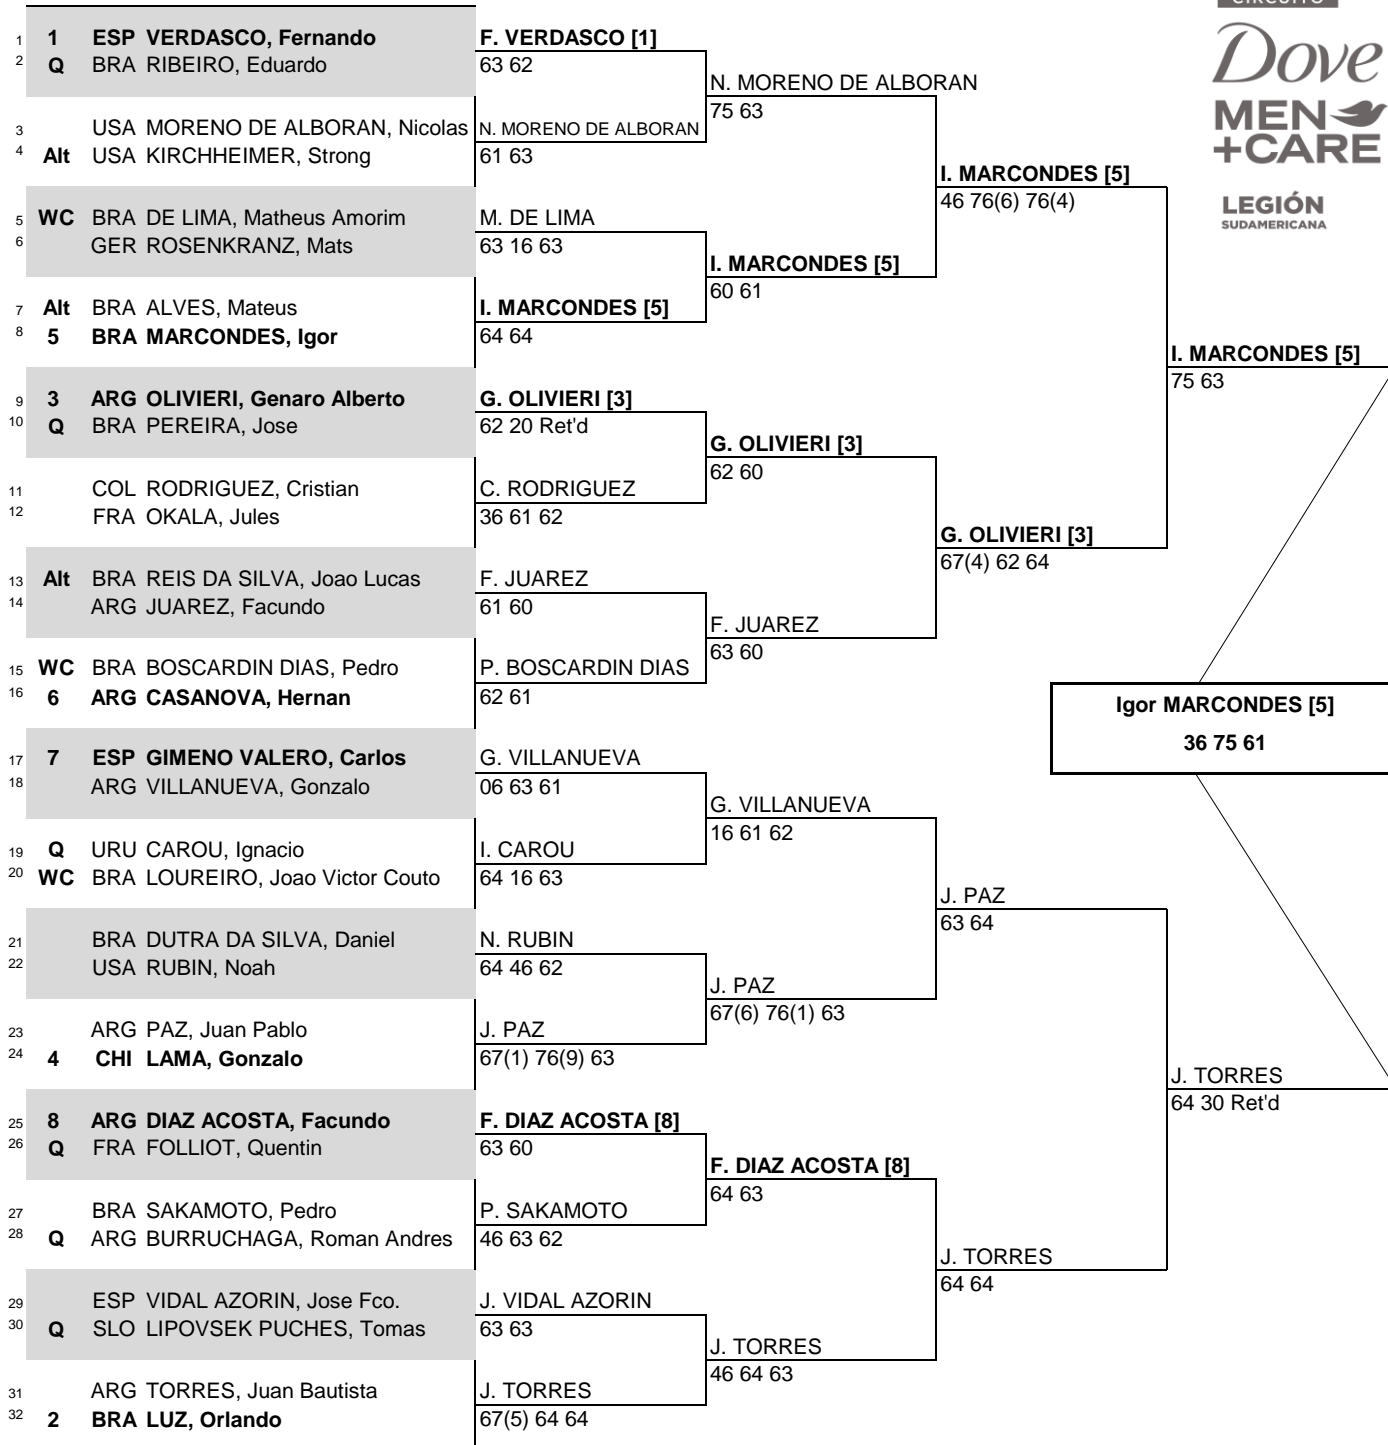 CIRCUITO
Dove
MEN
+CARE
LEGIÓN
SUDAMERICANA
1 1 ESP VERDASCO, Fernando
2 Q BRA RIBEIRO, Eduardo
3 USA MORENO DE ALBORAN, Nicolas
4 Alt USA KIRCHHEIMER, Strong
5 WC BRA DE LIMA, Matheus Amorim
6 GER ROSENKRANZ, Mats
7 Alt BRA ALVES, Mateus
8 5 BRA MARCONDES, Igor
9 3 ARG OLIVIERI, Genaro Alberto
10 Q BRA PEREIRA, Jose
11 COL RODRIGUEZ, Cristian
12 FRA OKALA, Jules
13 Alt BRA REIS DA SILVA, Joao Lucas
14 ARG JUAREZ, Facundo
15 WC BRA BOSCARDIN DIAS, Pedro
16 6 ARG CASANOVA, Hernan
17 7 ESP GIMENO VALERO, Carlos
18 ARG VILLANUEVA, Gonzalo
19 Q URU CAROU, Ignacio
20 WC BRA LOUREIRO, Joao Victor Couto
21 BRA DUTRA DA SILVA, Daniel
22 USA RUBIN, Noah
23 ARG PAZ, Juan Pablo
24 4 CHI LAMA, Gonzalo
25 8 ARG DIAZ ACOSTA, Facundo
26 Q FRA FOLLIOT, Quentin
27 BRA SAKAMOTO, Pedro
28 Q ARG BURRUCHAGA, Roman Andres
29 ESP VIDAL AZORIN, Jose Fco.
30 Q SLO LIPOVSEK PUCHES, Tomas
31 ARG TORRES, Juan Bautista
32 2 BRA LUZ, Orlando
F. VERDASCO [1]
63 62
N. MORENO DE ALBORAN
61 63
M. DE LIMA
63 16 63
I. MARCONDES [5]
64 64
G. OLIVIERI [3]
62 20 Ret'd
C. RODRIGUEZ
36 61 62
F. JUAREZ
61 60
P. BOSCARDIN DIAS
62 61
G. VILLANUEVA
06 63 61
I. CAROU
64 16 63
N. RUBIN
64 46 62
J. PAZ
67(1) 76(9) 63
F. DIAZ ACOSTA [8]
63 60
P. SAKAMOTO
46 63 62
J. VIDAL AZORIN
63 63
J. TORRES
67(5) 64 64
N. MORENO DE ALBORAN
75 63
I. MARCONDES [5]
60 61
G. OLIVIERI [3]
62 60
F. JUAREZ
63 60
G. VILLANUEVA
16 61 62
J. PAZ
67(6) 76(1) 63
F. DIAZ ACOSTA [8]
64 63
J. TORRES
46 64 63
I. MARCONDES [5]
46 76(6) 76(4)
G. OLIVIERI [3]
67(4) 62 64
J. PAZ
63 64
J. TORRES
64 64
I. MARCONDES [5]
75 63
J. TORRES
64 30 Ret'd
Igor MARCONDES [5]
36 75 61